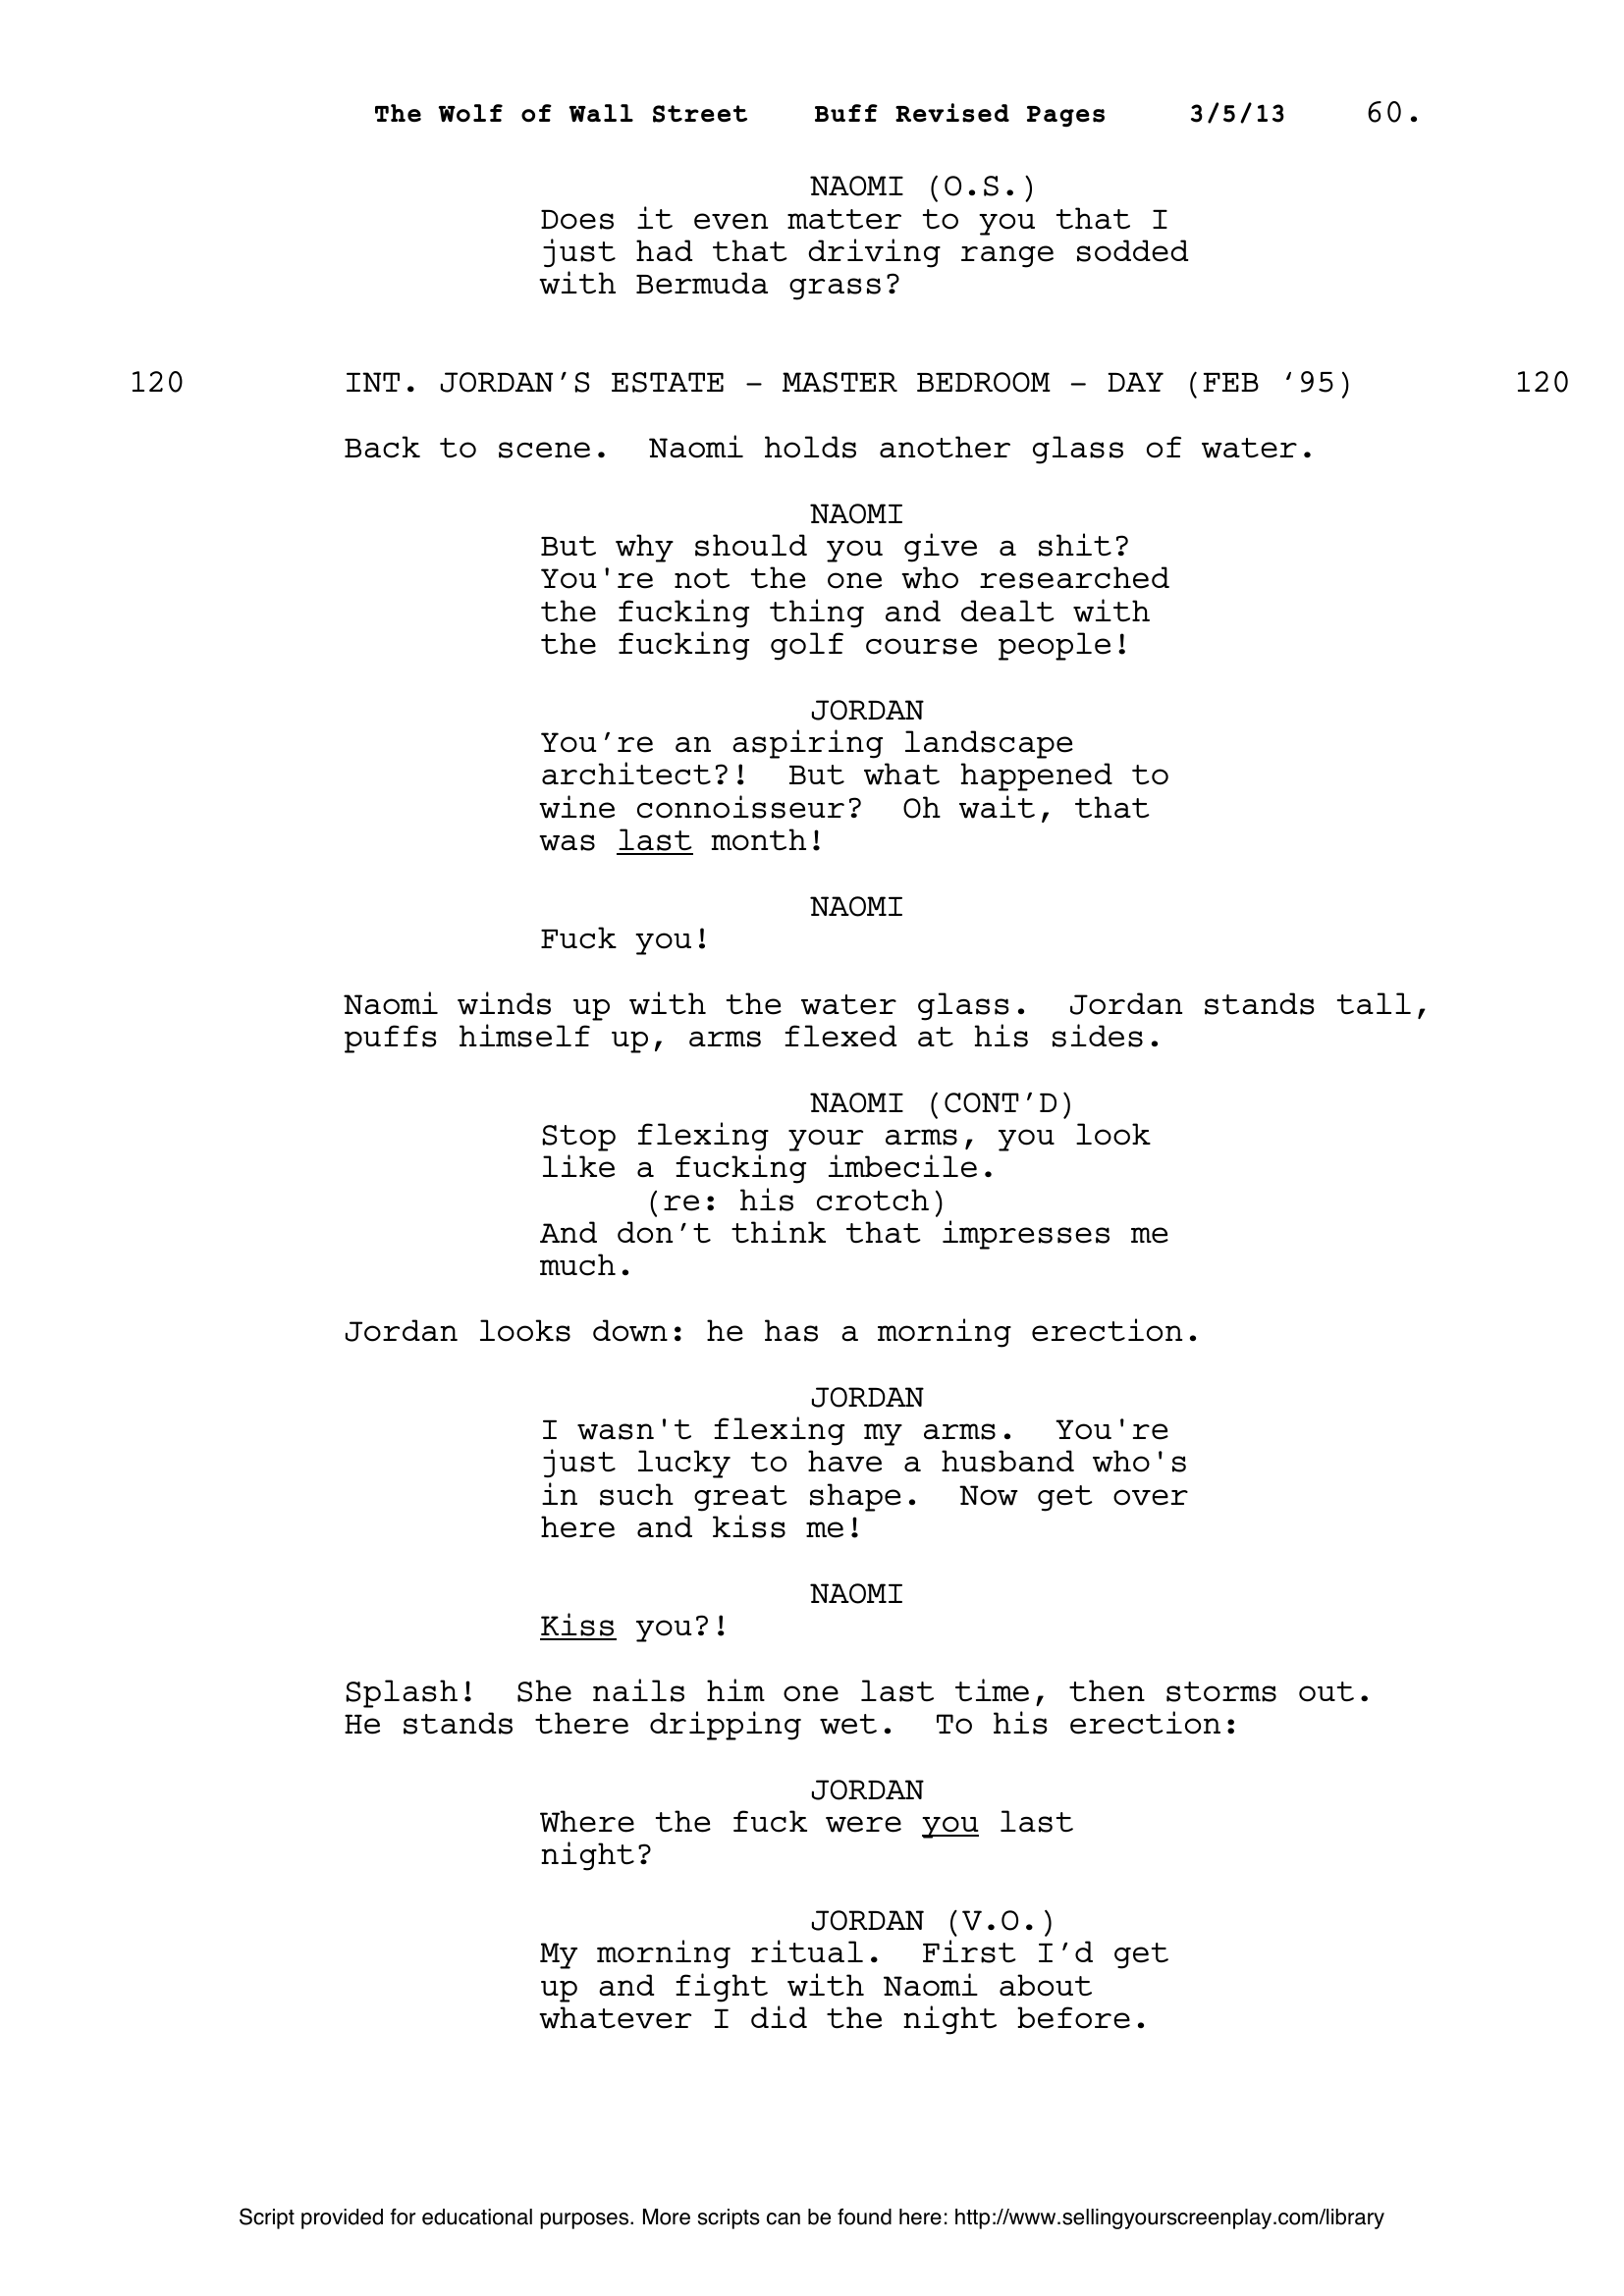 The Wolf of Wall Street    Buff Revised Pages     3/5/13     60.
NAOMI (O.S.)
Does it even matter to you that I
just had that driving range sodded
with Bermuda grass?
120 INT. JORDAN’S ESTATE – MASTER BEDROOM – DAY (FEB ‘95) 120
Back to scene.  Naomi holds another glass of water.
NAOMI
But why should you give a shit?
You're not the one who researched
the fucking thing and dealt with
the fucking golf course people!
JORDAN
You’re an aspiring landscape
architect?!  But what happened to
wine connoisseur?  Oh wait, that
was last month!
NAOMI
Fuck you!
Naomi winds up with the water glass.  Jordan stands tall,
puffs himself up, arms flexed at his sides.
NAOMI (CONT’D)
Stop flexing your arms, you look
like a fucking imbecile.
(re: his crotch)
And don’t think that impresses me
much.
Jordan looks down: he has a morning erection.
JORDAN
I wasn't flexing my arms.  You're
just lucky to have a husband who's
in such great shape.  Now get over
here and kiss me!
NAOMI
Kiss you?!
Splash!  She nails him one last time, then storms out.
He stands there dripping wet.  To his erection:
JORDAN
Where the fuck were you last
night?
JORDAN (V.O.)
My morning ritual.  First I’d get
up and fight with Naomi about
whatever I did the night before.
Script provided for educational purposes. More scripts can be found here: http://www.sellingyourscreenplay.com/library